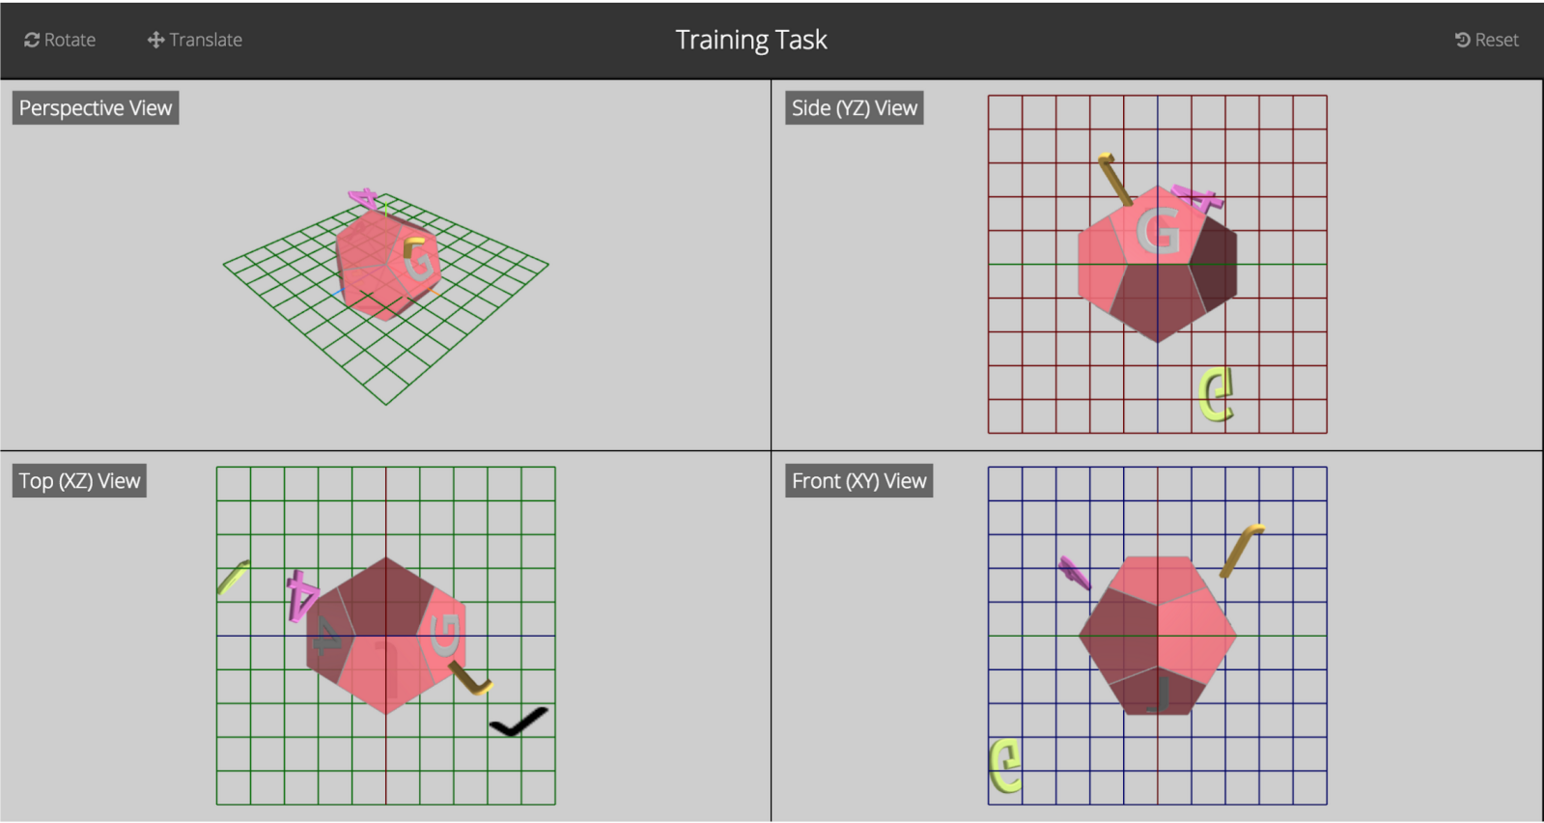 Rotate Translate Training Task Reset
Perspective View
4
G
Side (YZ) View
4
G
G
Top (XZ) View
4
4
G
Front (XY) View
4
J
G